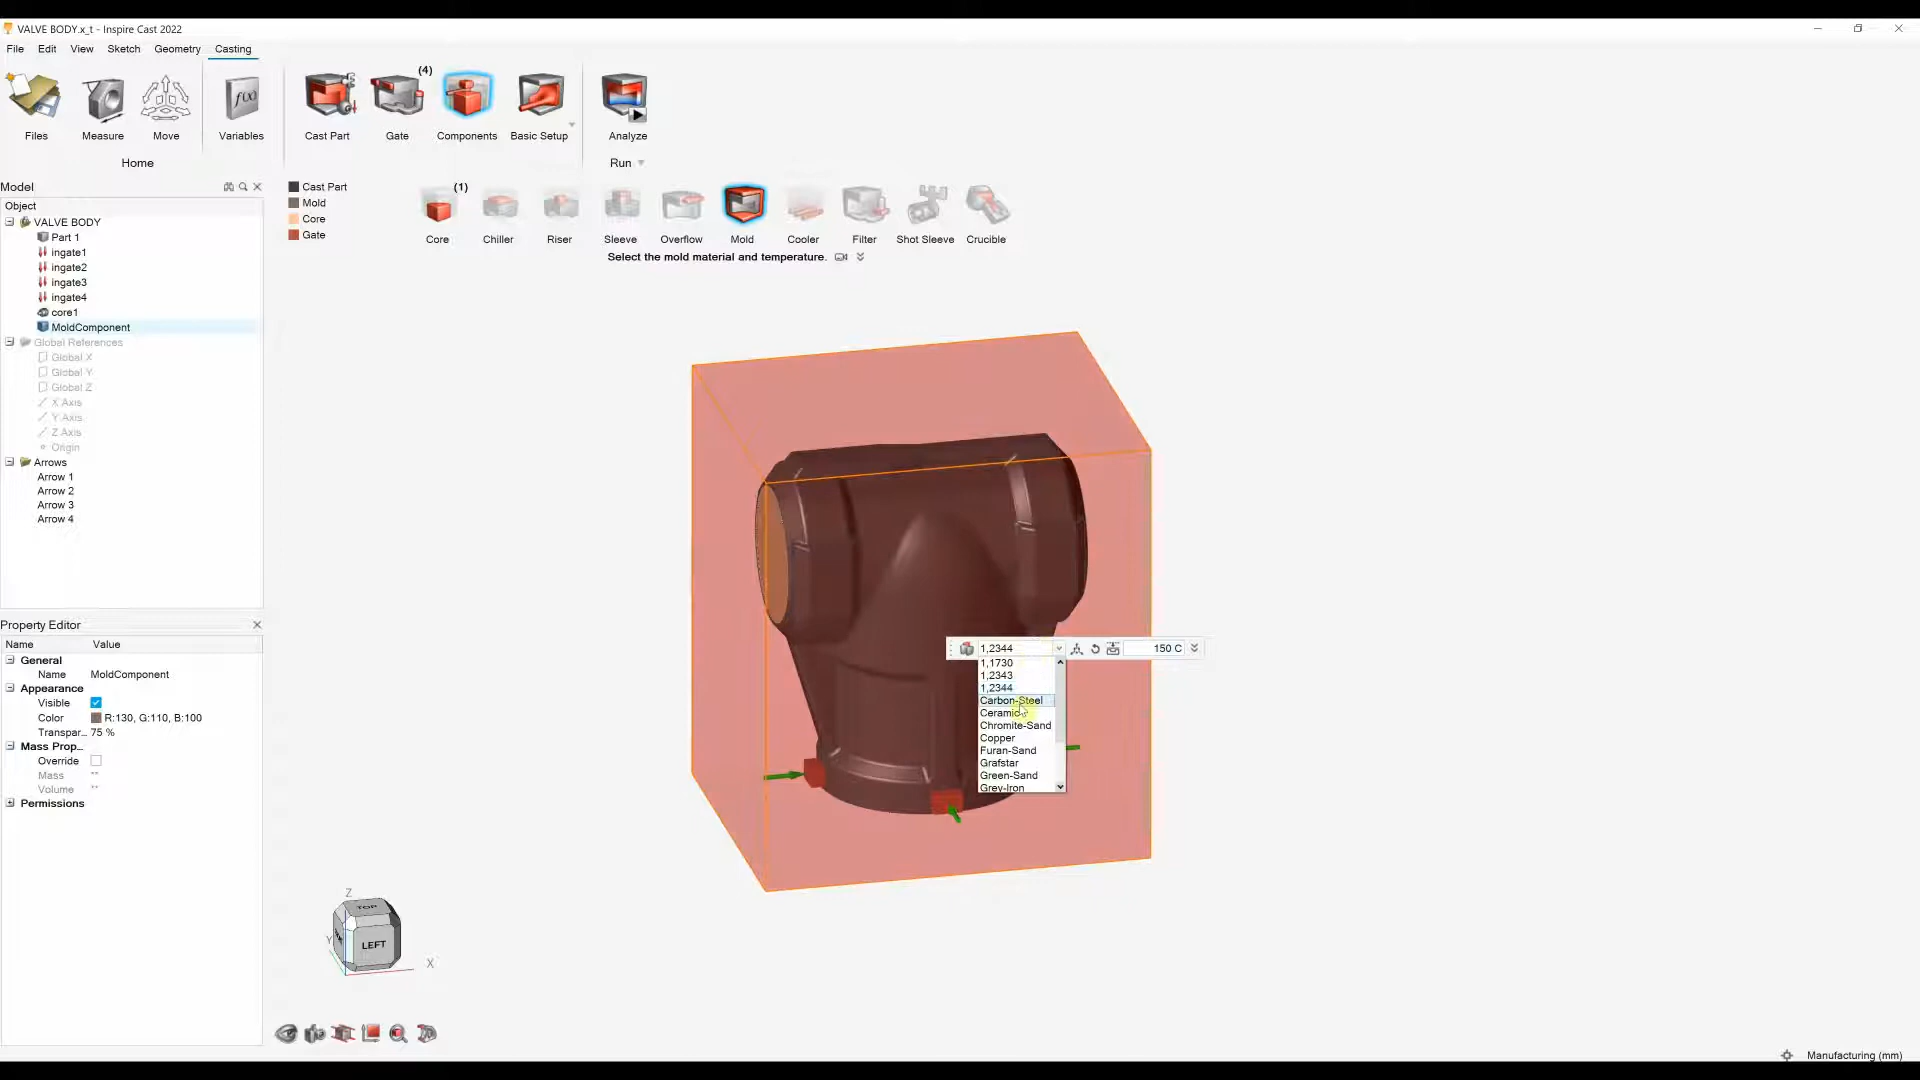 VALVE BODY.x_t - Inspire Cast 2022
File Edit View Sketch Geometry Casting
(4)
Files Measure Move Variables Cast Part Gate Components Basic Setup Analyze
Home Run
Model
Object
VALVE BODY
Part 1
ingate1
ingate2
ingate3
ingate4
core1
MoldComponent
Global References
Global X
Global Y
Global Z
X Axis
Y Axis
Z Axis
Origin
Arrows
Arrow 1
Arrow 2
Arrow 3
Arrow 4
Cast Part
Mold
Core
Gate
(1)
Core Chiller Riser Sleeve Overflow Mold Cooler Filter Shot Sleeve Crucible
Select the mold material and temperature.
1,2344 150 C
1,1730
1,2343
1,2344
Carbon-Steel
Ceramic
Chromite-Sand
Copper
Furan-Sand
Grafstar
Green-Sand
Grey-Iron
Property Editor
Name Value
General
Name MoldComponent
Appearance
Visible
Color R:130, G:110, B:100
Transpar... 75 %
Mass Prop...
Override
Mass **
Volume **
Permissions
Z
TOP
Y
LEFT
X
Manufacturing (mm)